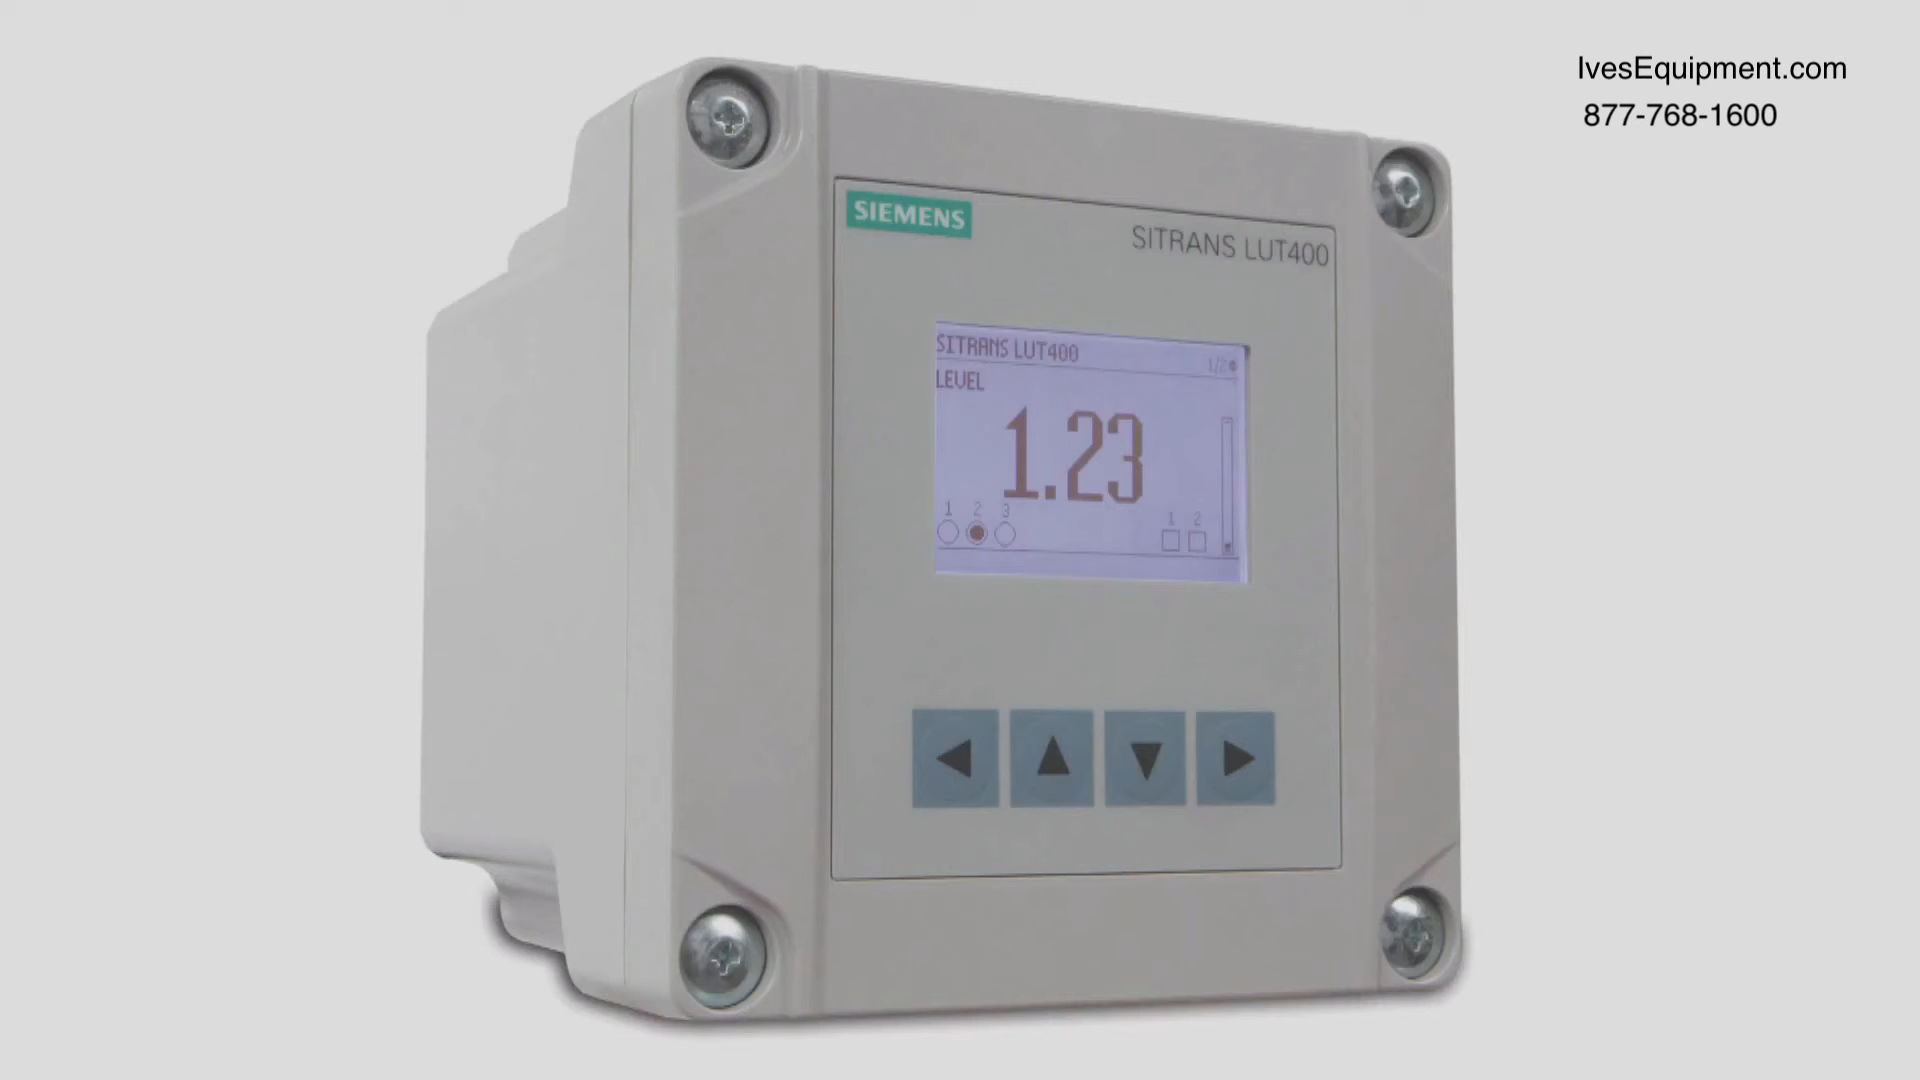 IvesEquipment.com
877-768-1600
SIEMENS
SITRANS LUT400
SITRANS LUT400
LEVEL
1.23
1 2 3
1 2